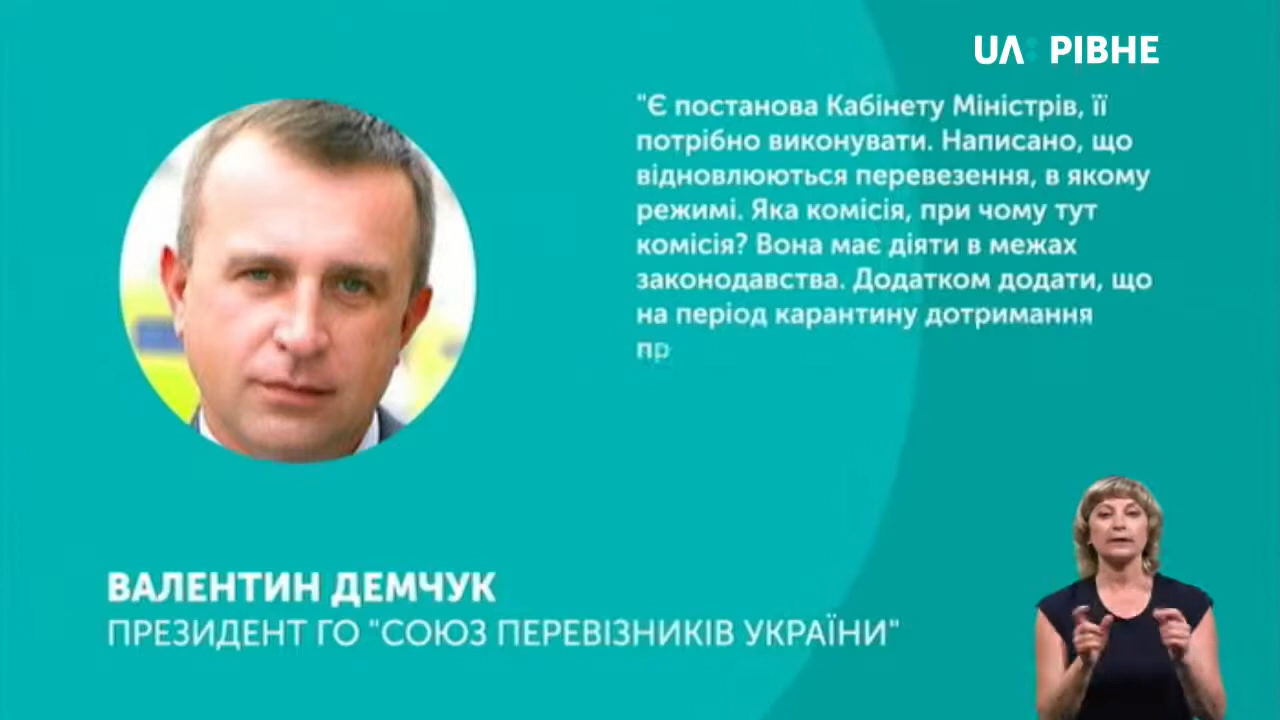 UA: РІВНЕ
"Є постанова Кабінету Міністрів, її
потрібно виконувати. Написано, що
відновлюються перевезення, в якому
режимі. Яка комісія, при чому тут
комісія? Вона має діяти в межах
законодавства. Додатком додати, що
на період карантину дотримання
пр
ВАЛЕНТИН ДЕМЧУК
ПРЕЗИДЕНТ ГО "СОЮЗ ПЕРЕВІЗНИКІВ УКРАЇНИ"